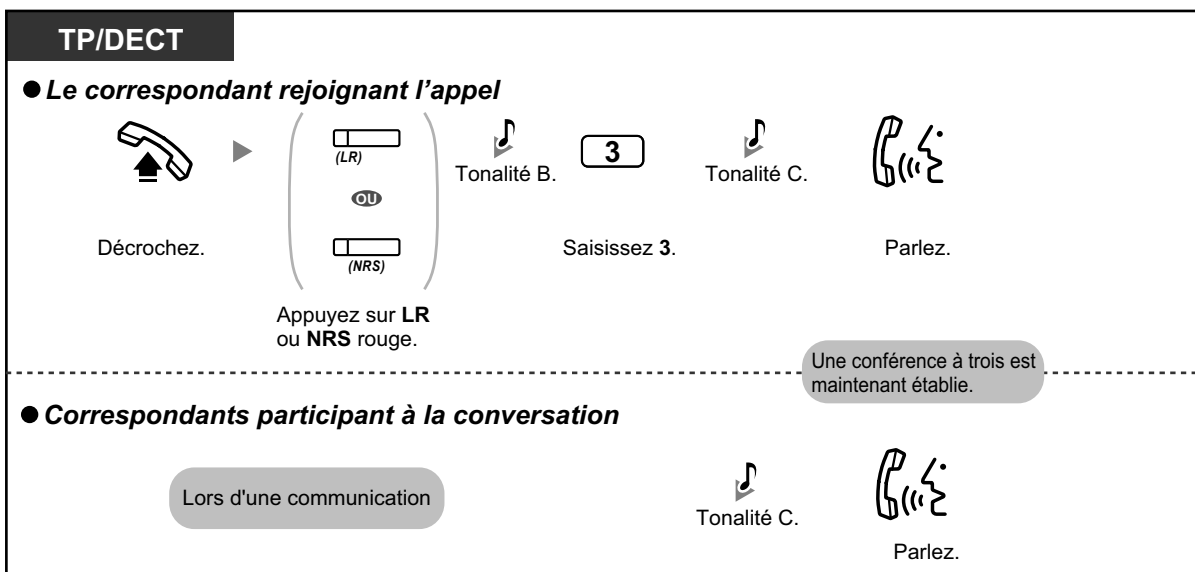 TP/DECT
● Le correspondant rejoignant l'appel
(LR)
OU
(NRS)
Tonalité B.
3
Tonalité C.
Décrochez.
Saisissez 3.
Parlez.
Appuyez sur LR
ou NRS rouge.
Une conférence à trois est
maintenant établie.
● Correspondants participant à la conversation
Lors d'une communication
Tonalité C.
Parlez.